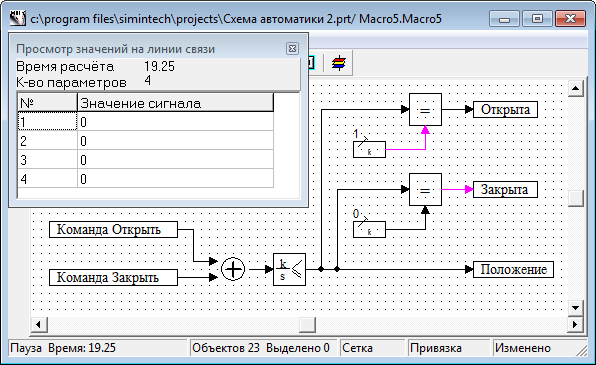 c:\program files\simintech\projects\Схема автоматики 2.prt/ Macro5.Macro5
Просмотр значений на линии связи
Время расчёта 19.25
К-во параметров 4
№ Значение сигнала
1 0
2 0
3 0
4 0
= Открыта
1
k
= Закрыта
0
k
Команда Открыть
Команда Закрыть
k
s
Положение
Пауза Время: 19.25 Объектов 23 Выделено 0 Сетка Привязка Изменено